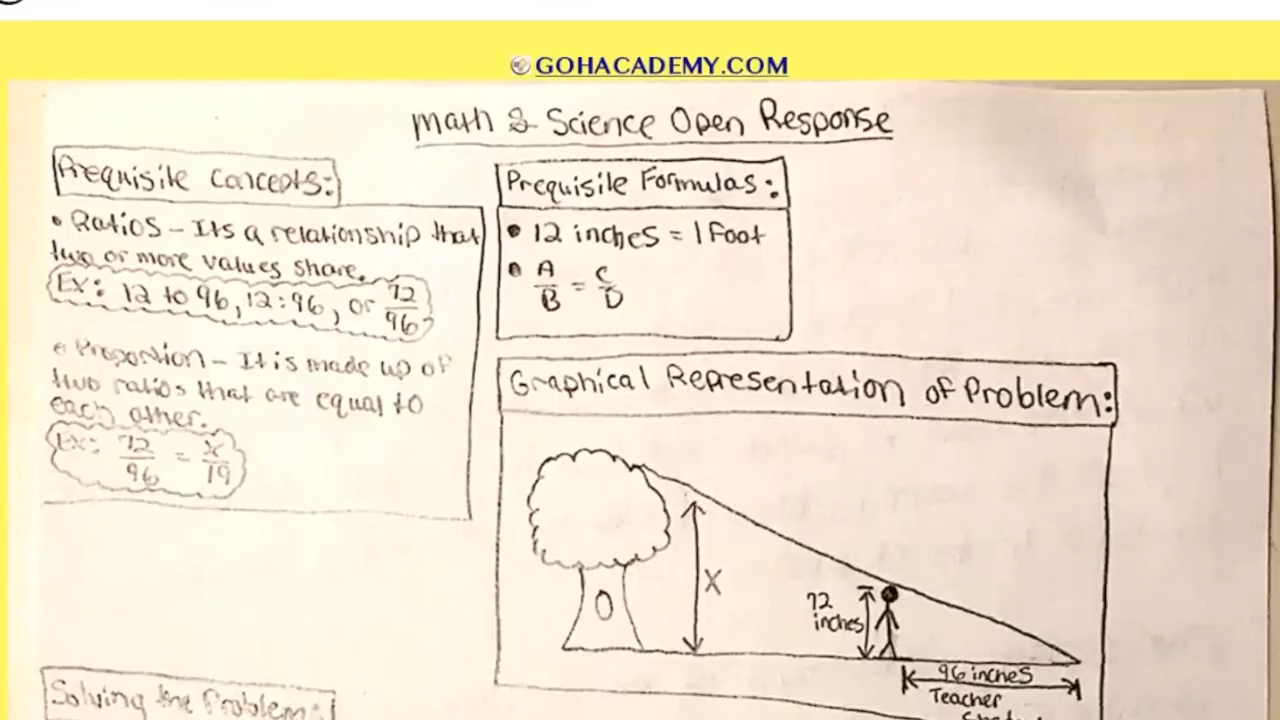 GOHACADEMY.COM
Math & Science Open Response
Prequisite Concepts:
• Ratios - Its a relationship that
two or more values share.
Ex: 12 to 96, 12:96, or 72/96
• Proportion - It is made up of
two ratios that are equal to
each other.
Ex: 72/96 = x/19
Prequisite Formulas:
• 12 inches = 1 Foot
• A/B = C/D
Graphical Representation of Problem:
X
72
inches
96 inches
Teacher
Solving the Problem: